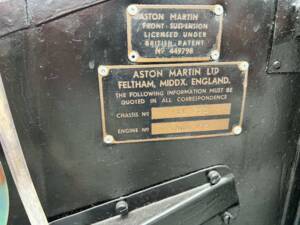 ASTON MARTIN
FRONT SUSPENSION
LICENSED UNDER
BRITISH PATENT
No 449798
ASTON MARTIN LTD
FELTHAM, MIDDX. ENGLAND.
THE FOLLOWING INFORMATION MUST BE
QUOTED IN ALL CORRESPONDENCE
CHASSIS No
ENGINE No